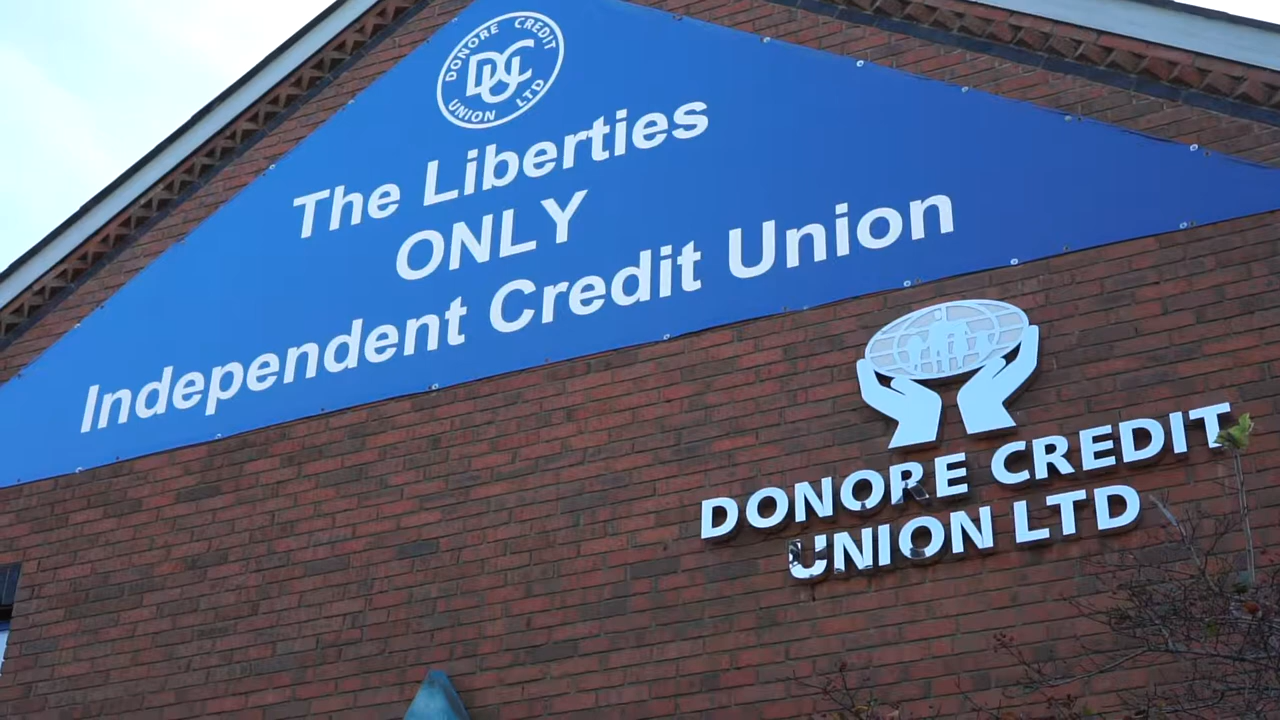 DONORE CREDIT
DCU
UNION LTD
The Liberties
ONLY
Independent Credit Union
DONORE CREDIT
UNION LTD